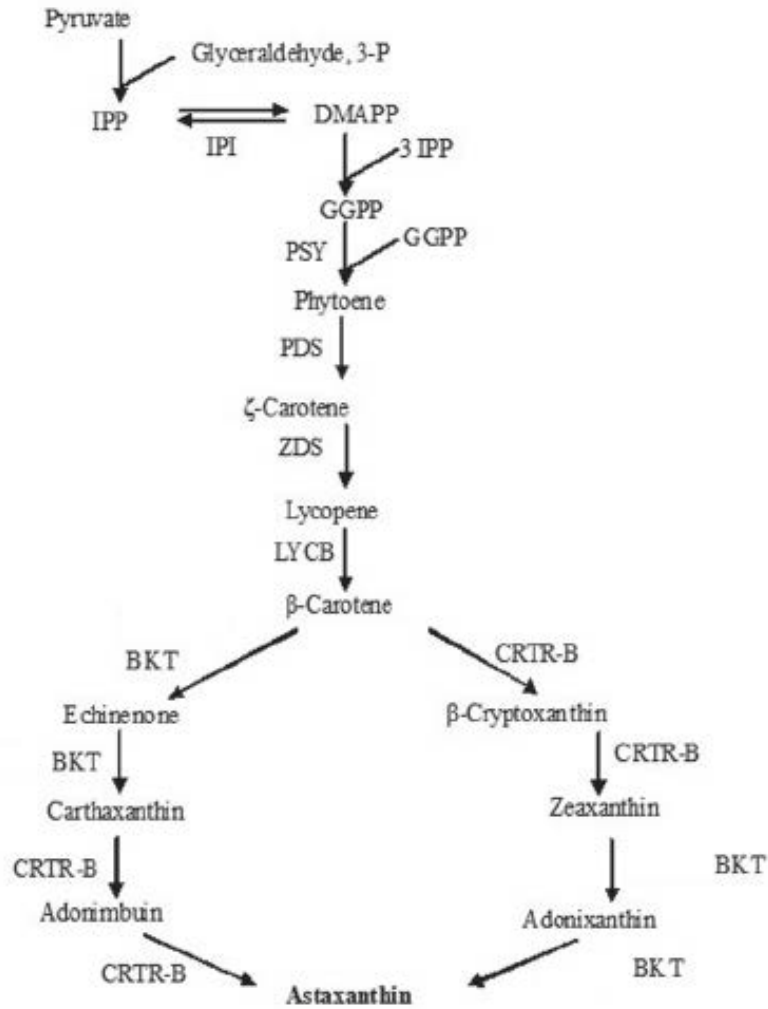 Pyruvate
Glyceraldehyde, 3-P
IPP
DMAPP
IPI
3 IPP
GGPP
PSY
GGPP
Phytoene
PDS
ζ-Carotene
ZDS
Lycopene
LYCB
β-Carotene
BKT
CRTR-B
Echinenone
β-Cryptoxanthin
BKT
CRTR-B
Carthaxanthin
Zeaxanthin
CRTR-B
BKT
Adonimbuin
Adonixanthin
CRTR-B
BKT
Astaxanthin